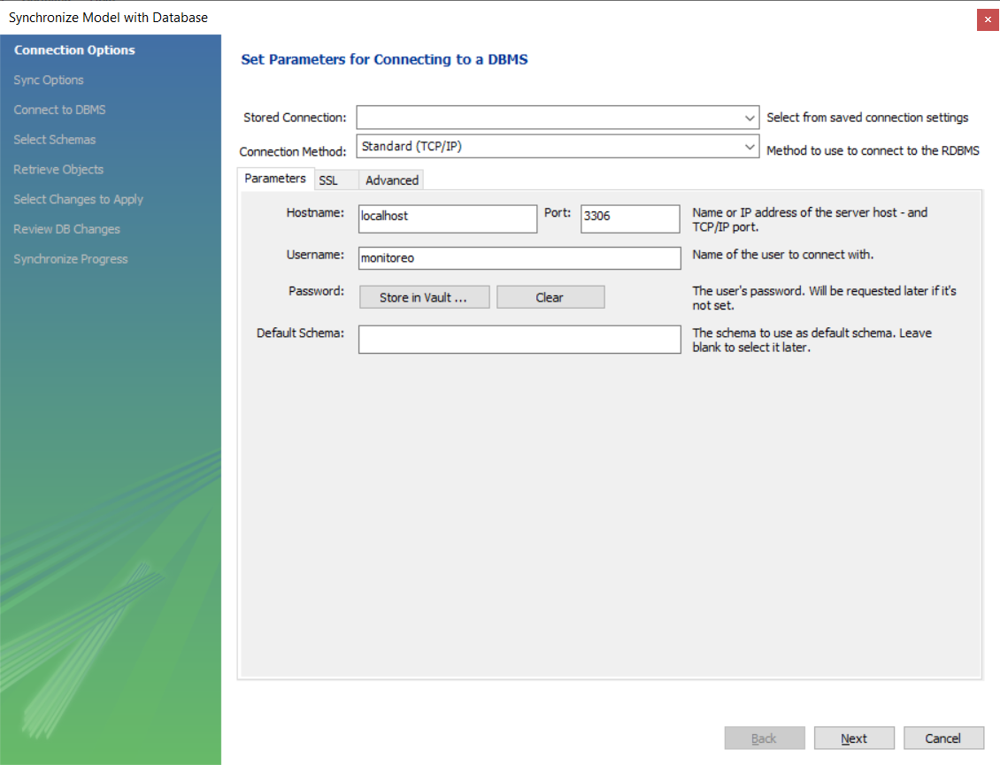 Synchronize Model with Database
Connection Options
Sync Options
Connect to DBMS
Select Schemas
Retrieve Objects
Select Changes to Apply
Review DB Changes
Synchronize Progress
Set Parameters for Connecting to a DBMS
Stored Connection:
Select from saved connection settings
Connection Method:
Standard (TCP/IP)
Method to use to connect to the RDBMS
Parameters
SSL
Advanced
Hostname:
localhost
Port:
3306
Name or IP address of the server host - and
TCP/IP port.
Username:
monitoreo
Name of the user to connect with.
Password:
Store in Vault ...
Clear
The user's password. Will be requested later if it's
not set.
Default Schema:
The schema to use as default schema. Leave
blank to select it later.
Back
Next
Cancel